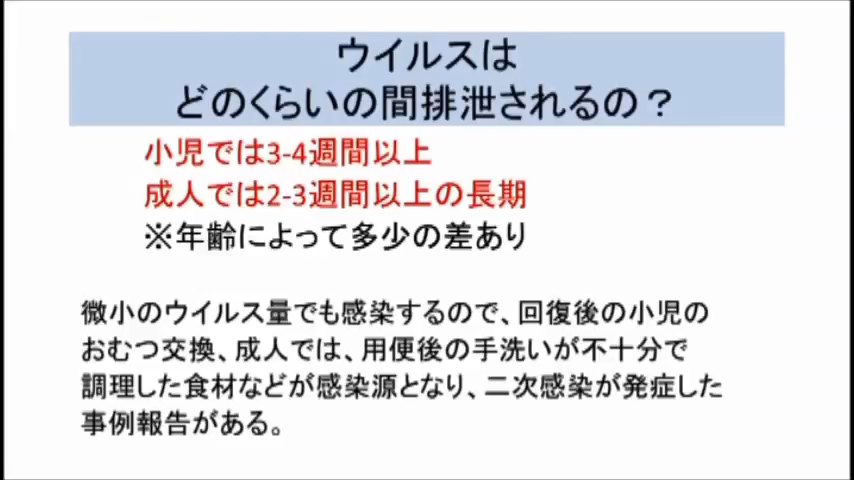 ウイルスは
どのくらいの間排泄されるの？
小児では3-4週間以上
成人では2-3週間以上の長期
※年齢によって多少の差あり
微小のウイルス量でも感染するので、回復後の小児の
おむつ交換、成人では、用便後の手洗いが不十分で
調理した食材などが感染源となり、二次感染が発症した
事例報告がある。